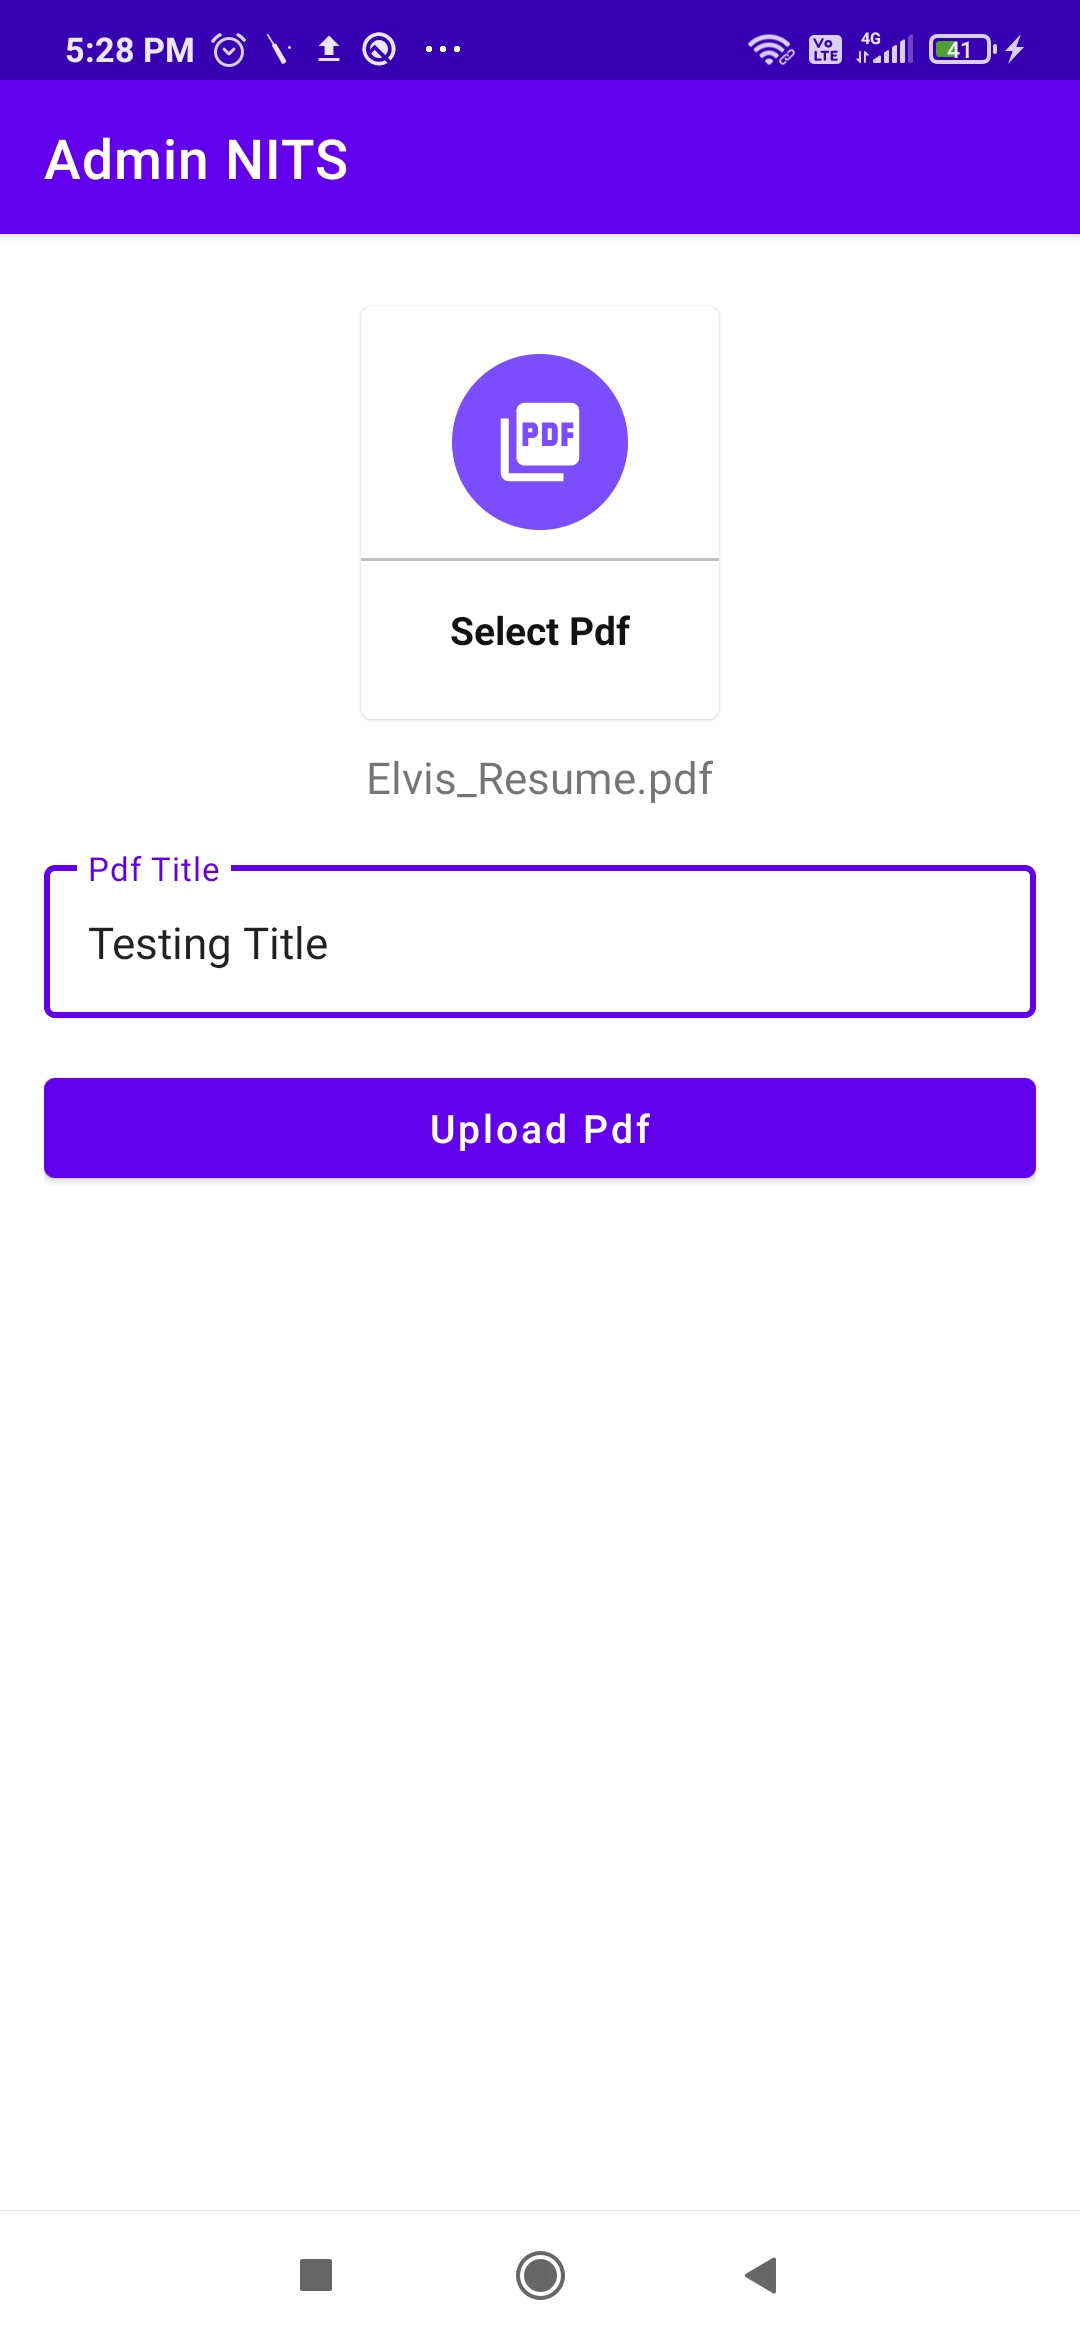 5:28 PM
Vo LTE 4G 41
Admin NITS
PDF
Select Pdf
Elvis_Resume.pdf
Pdf Title
Testing Title
Upload Pdf